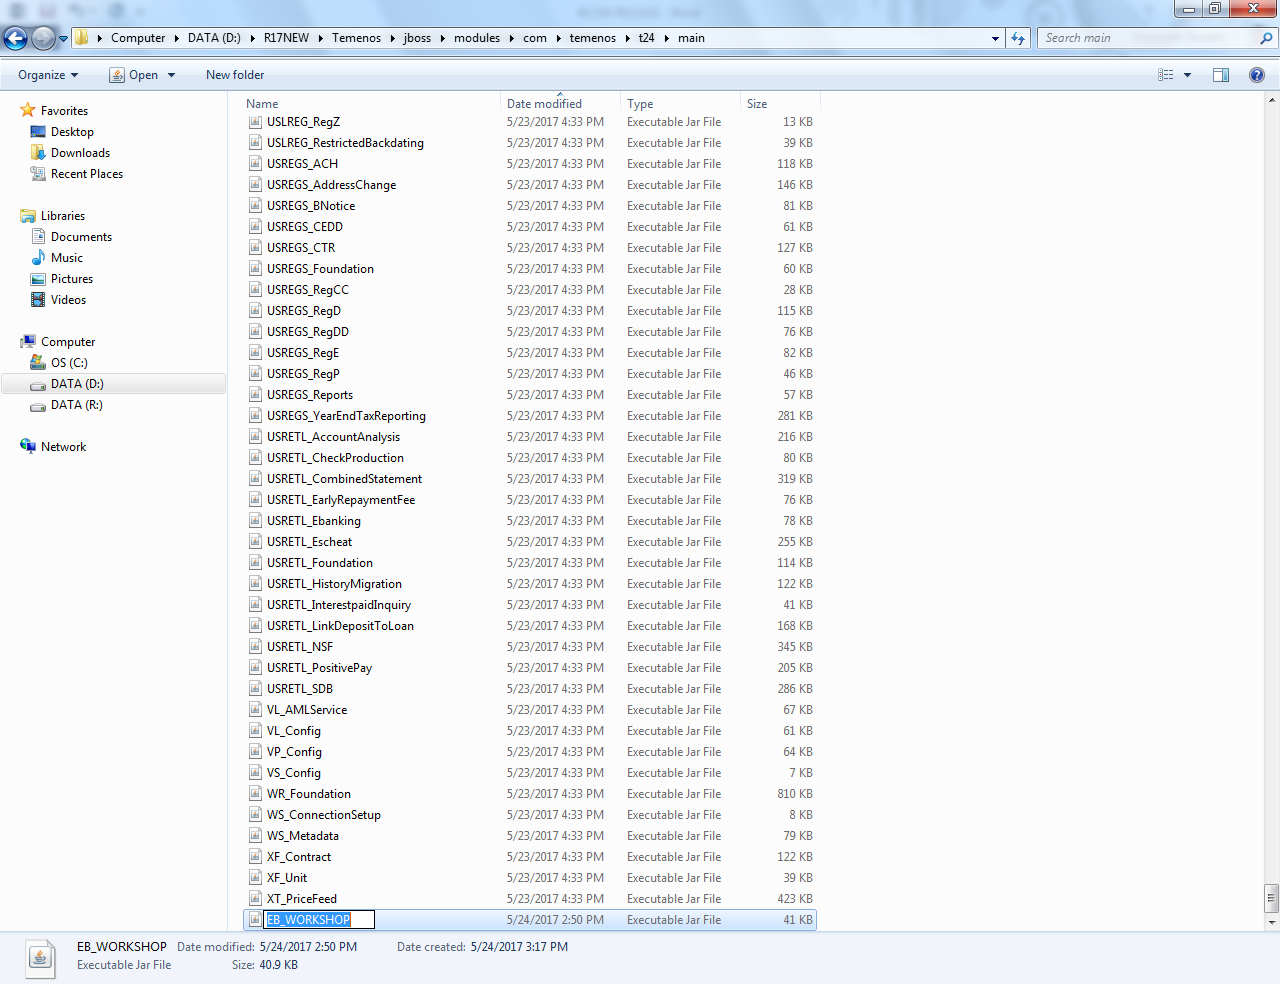 Computer DATA (D:) R17NEW Temenos jboss modules com temenos t24 main
Search main
Organize Open New folder
Favorites
Desktop
Downloads
Recent Places
Libraries
Documents
Music
Pictures
Videos
Computer
OS (C:)
DATA (D:)
DATA (R:)
Network
Name Date modified Type Size
USLREG_RegZ 5/23/2017 4:33 PM Executable Jar File 13 KB
USLREG_RestrictedBackdating 5/23/2017 4:33 PM Executable Jar File 39 KB
USREGS_ACH 5/23/2017 4:33 PM Executable Jar File 118 KB
USREGS_AddressChange 5/23/2017 4:33 PM Executable Jar File 146 KB
USREGS_BNotice 5/23/2017 4:33 PM Executable Jar File 81 KB
USREGS_CEDD 5/23/2017 4:33 PM Executable Jar File 61 KB
USREGS_CTR 5/23/2017 4:33 PM Executable Jar File 127 KB
USREGS_Foundation 5/23/2017 4:33 PM Executable Jar File 60 KB
USREGS_RegCC 5/23/2017 4:33 PM Executable Jar File 28 KB
USREGS_RegD 5/23/2017 4:33 PM Executable Jar File 115 KB
USREGS_RegDD 5/23/2017 4:33 PM Executable Jar File 76 KB
USREGS_RegE 5/23/2017 4:33 PM Executable Jar File 82 KB
USREGS_RegP 5/23/2017 4:33 PM Executable Jar File 46 KB
USREGS_Reports 5/23/2017 4:33 PM Executable Jar File 57 KB
USREGS_YearEndTaxReporting 5/23/2017 4:33 PM Executable Jar File 281 KB
USRETL_AccountAnalysis 5/23/2017 4:33 PM Executable Jar File 216 KB
USRETL_CheckProduction 5/23/2017 4:33 PM Executable Jar File 80 KB
USRETL_CombinedStatement 5/23/2017 4:33 PM Executable Jar File 319 KB
USRETL_EarlyRepaymentFee 5/23/2017 4:33 PM Executable Jar File 76 KB
USRETL_Ebanking 5/23/2017 4:33 PM Executable Jar File 78 KB
USRETL_Escheat 5/23/2017 4:33 PM Executable Jar File 255 KB
USRETL_Foundation 5/23/2017 4:33 PM Executable Jar File 114 KB
USRETL_HistoryMigration 5/23/2017 4:33 PM Executable Jar File 122 KB
USRETL_InterestpaidInquiry 5/23/2017 4:33 PM Executable Jar File 41 KB
USRETL_LinkDepositToLoan 5/23/2017 4:33 PM Executable Jar File 168 KB
USRETL_NSF 5/23/2017 4:33 PM Executable Jar File 345 KB
USRETL_PositivePay 5/23/2017 4:33 PM Executable Jar File 205 KB
USRETL_SDB 5/23/2017 4:33 PM Executable Jar File 286 KB
VL_AMLService 5/23/2017 4:33 PM Executable Jar File 67 KB
VL_Config 5/23/2017 4:33 PM Executable Jar File 61 KB
VP_Config 5/23/2017 4:33 PM Executable Jar File 64 KB
VS_Config 5/23/2017 4:33 PM Executable Jar File 7 KB
WR_Foundation 5/23/2017 4:33 PM Executable Jar File 810 KB
WS_ConnectionSetup 5/23/2017 4:33 PM Executable Jar File 8 KB
WS_Metadata 5/23/2017 4:33 PM Executable Jar File 79 KB
XF_Contract 5/23/2017 4:33 PM Executable Jar File 122 KB
XF_Unit 5/23/2017 4:33 PM Executable Jar File 39 KB
XT_PriceFeed 5/23/2017 4:33 PM Executable Jar File 423 KB
EB_WORKSHOP 5/24/2017 2:50 PM Executable Jar File 41 KB
EB_WORKSHOP Date modified: 5/24/2017 2:50 PM Date created: 5/24/2017 3:17 PM
Executable Jar File Size: 40.9 KB